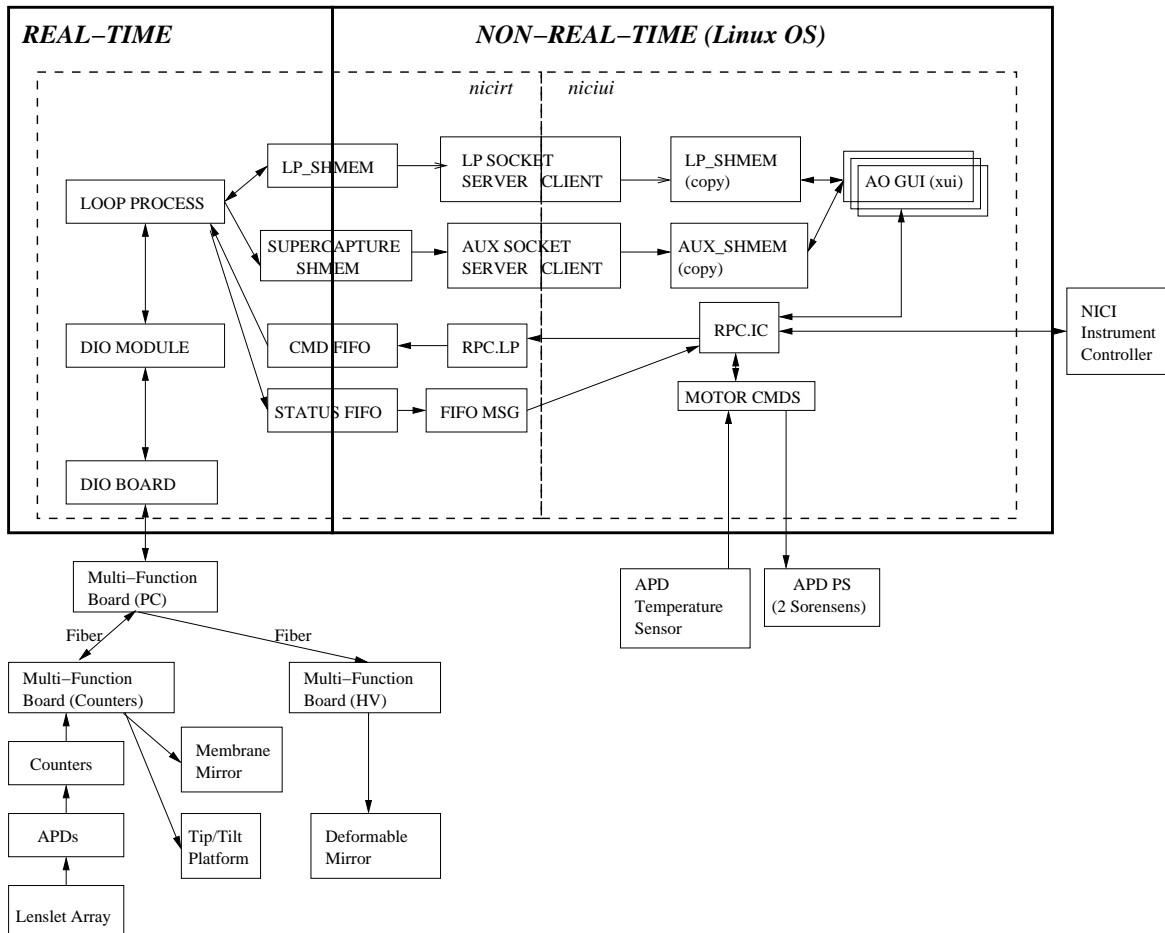 REAL–TIME
NON–REAL–TIME (Linux OS)
nicirt
niciui
LP_SHMEM
LP SOCKET
SERVER CLIENT
LP_SHMEM
(copy)
AO GUI (xui)
LOOP PROCESS
SUPERCAPTURE
SHMEM
AUX SOCKET
SERVER CLIENT
AUX_SHMEM
(copy)
NICI
Instrument
Controller
DIO MODULE
CMD FIFO
RPC.LP
RPC.IC
STATUS FIFO
FIFO MSG
MOTOR CMDS
DIO BOARD
Multi–Function
Board (PC)
APD
Temperature
Sensor
APD PS
(2 Sorensens)
Fiber
Fiber
Multi–Function
Board (Counters)
Multi–Function
Board (HV)
Counters
Membrane
Mirror
APDs
Tip/Tilt
Platform
Deformable
Mirror
Lenslet Array